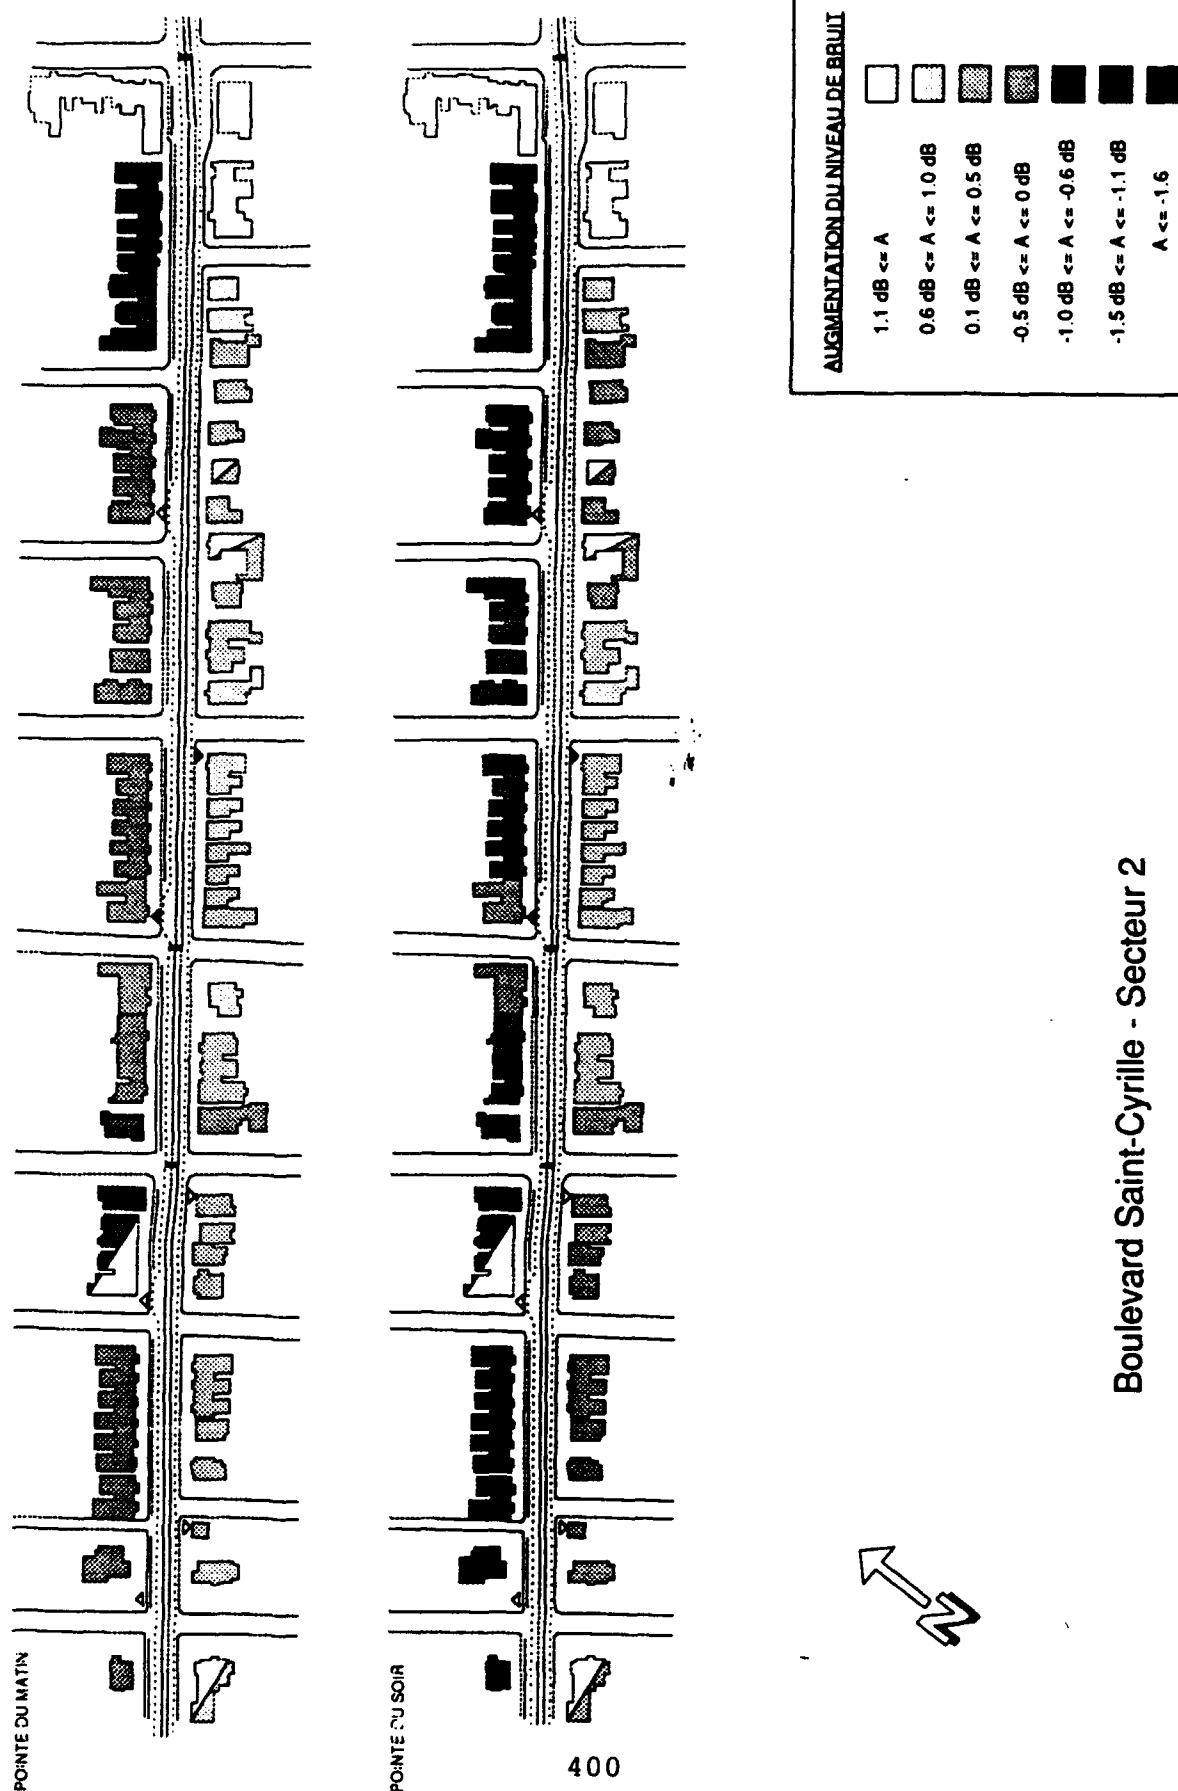 POINTE DU MATIN
POINTE DU SOIR
AUGMENTATION DU NIVEAU DE BRUIT
1.1 dB <= A
0.6 dB <= A <= 1.0 dB
0.1 dB <= A <= 0.5 dB
-0.5 dB <= A <= 0 dB
-1.0 dB <= A <= -0.6 dB
-1.5 dB <= A <= -1.1 dB
A <= -1.6
N
Boulevard Saint-Cyrille - Secteur 2
400